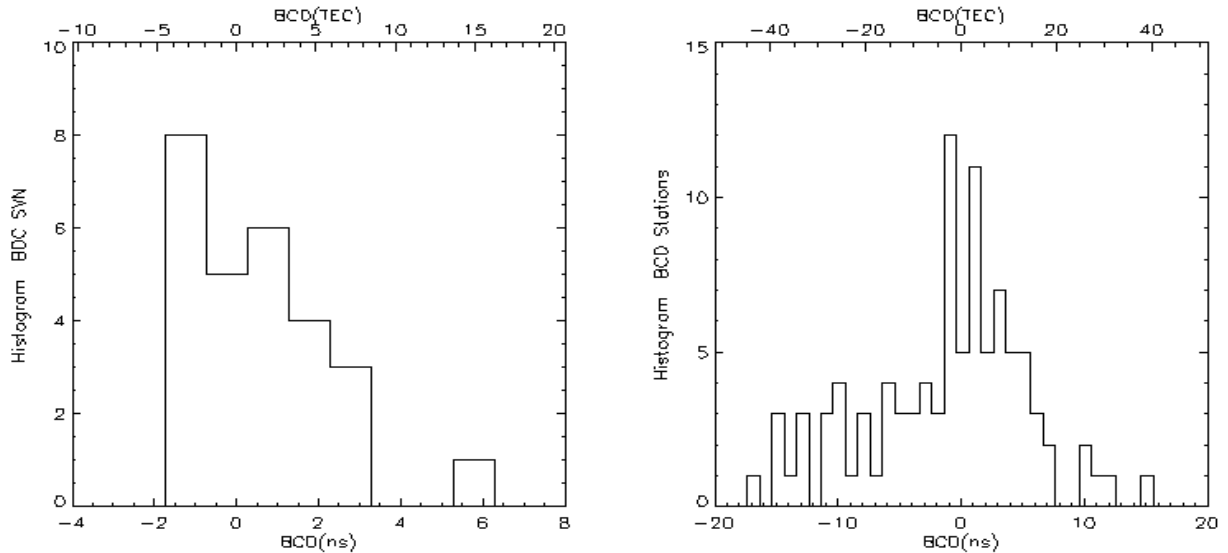 BCD(TEC)
−10 −5 0 5 10 15 20
10
8
6
4
2
0
Histogram BDC SVN
−4 −2 0 2 4 6 8
BCD(ns)
BCD(TEC)
−40 −20 0 20 40
15
10
5
0
Histogram BCD Stations
−20 −10 0 10 20
BCD(ns)